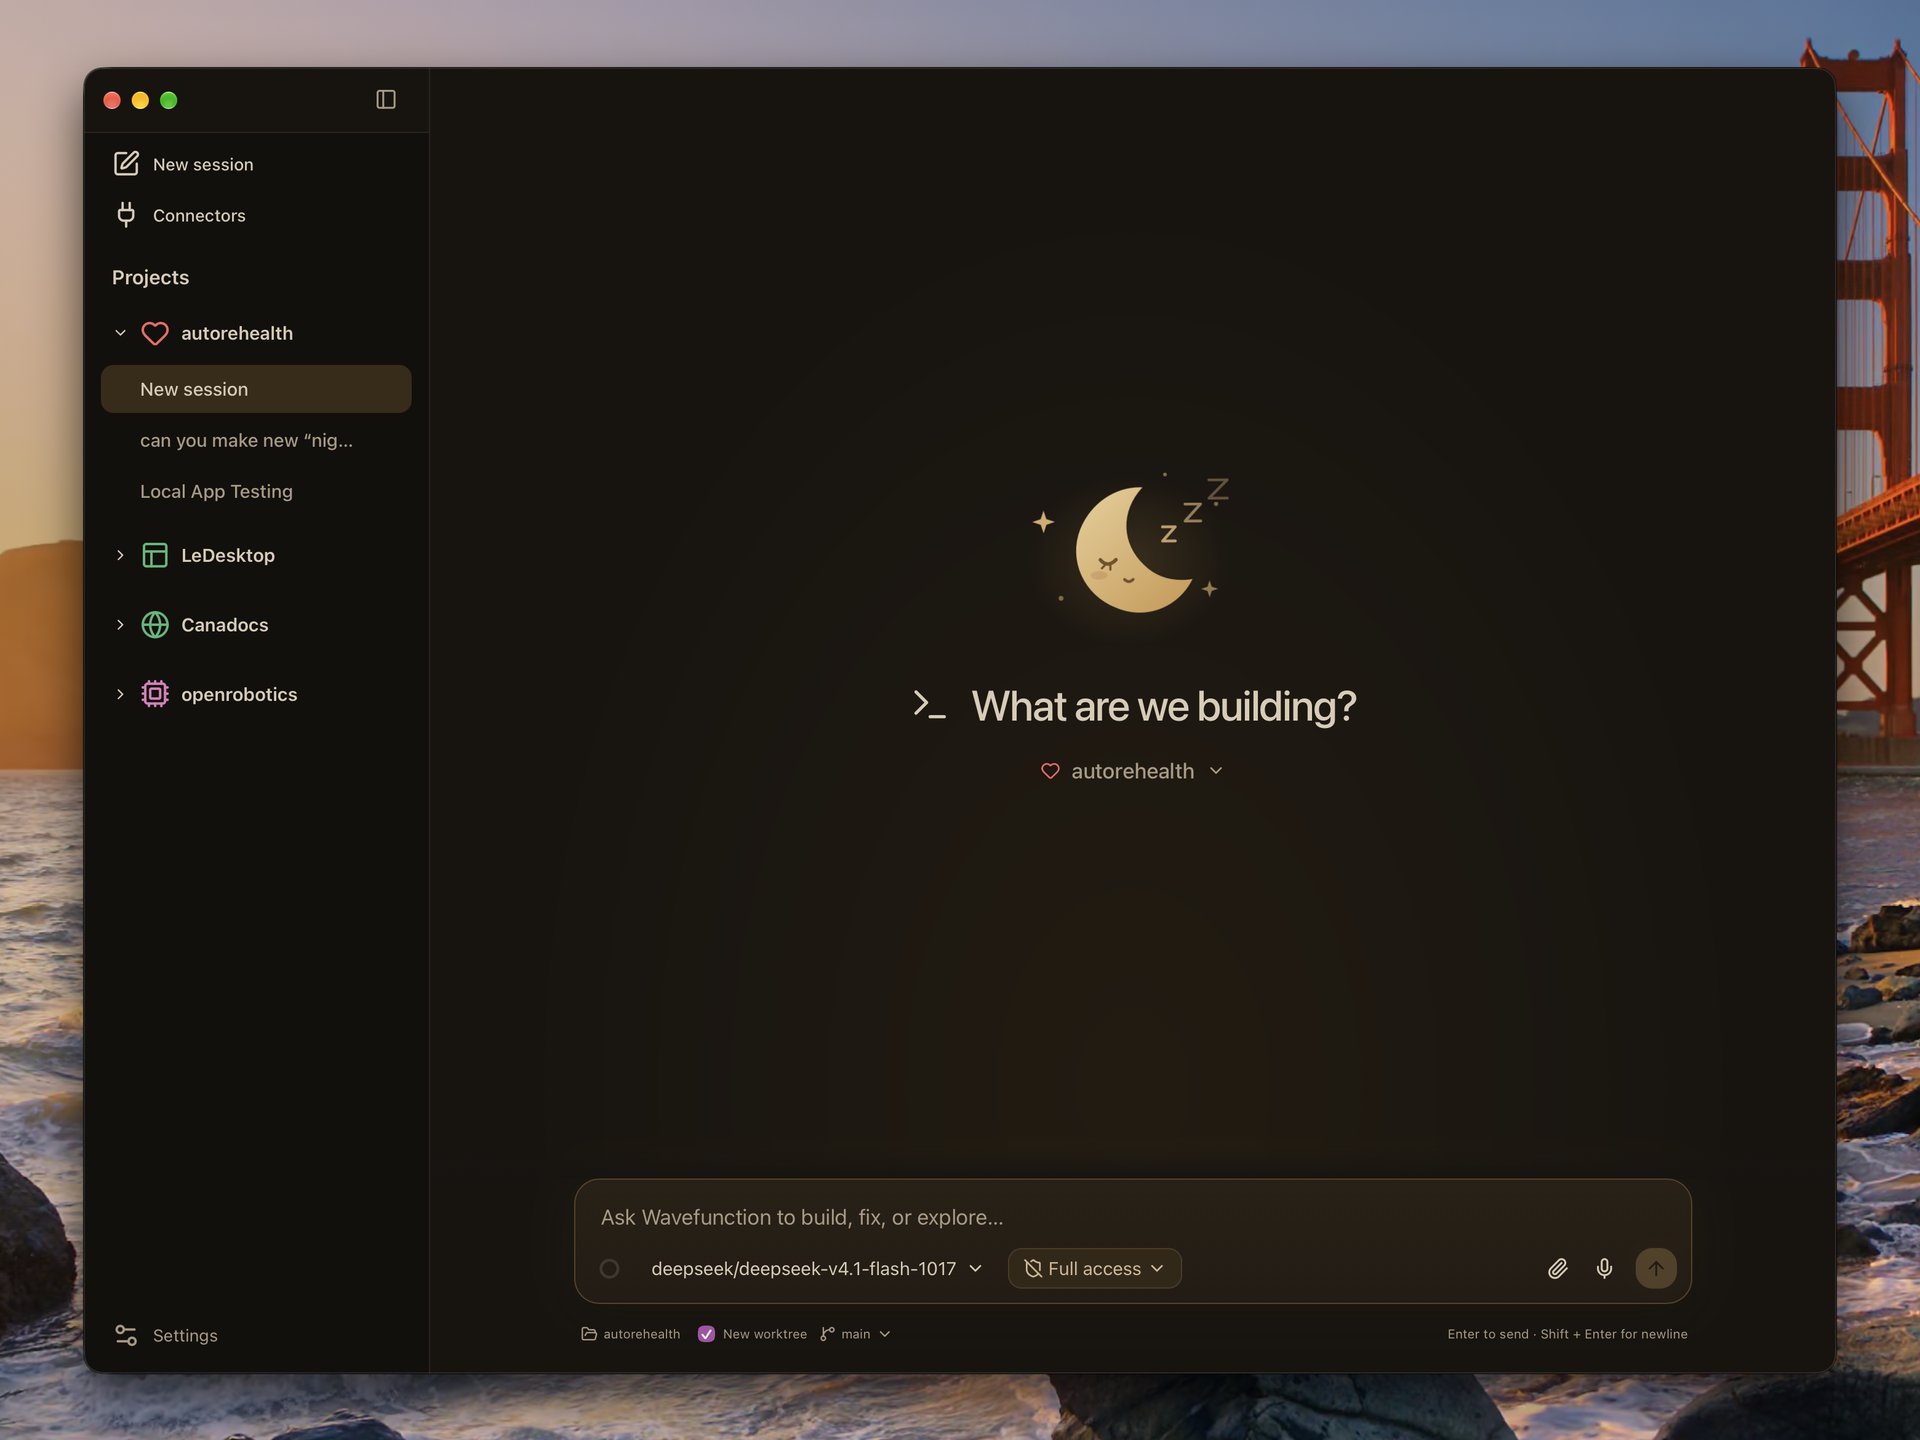 New session
Connectors
Projects
autorehealth
New session
can you make new “nig...
Local App Testing
LeDesktop
Canadocs
openrobotics
Settings
z z z
What are we building?
autorehealth
Ask Wavefunction to build, fix, or explore...
deepseek/deepseek-v4.1-flash-1017
Full access
autorehealth New worktree main
Enter to send · Shift + Enter for newline